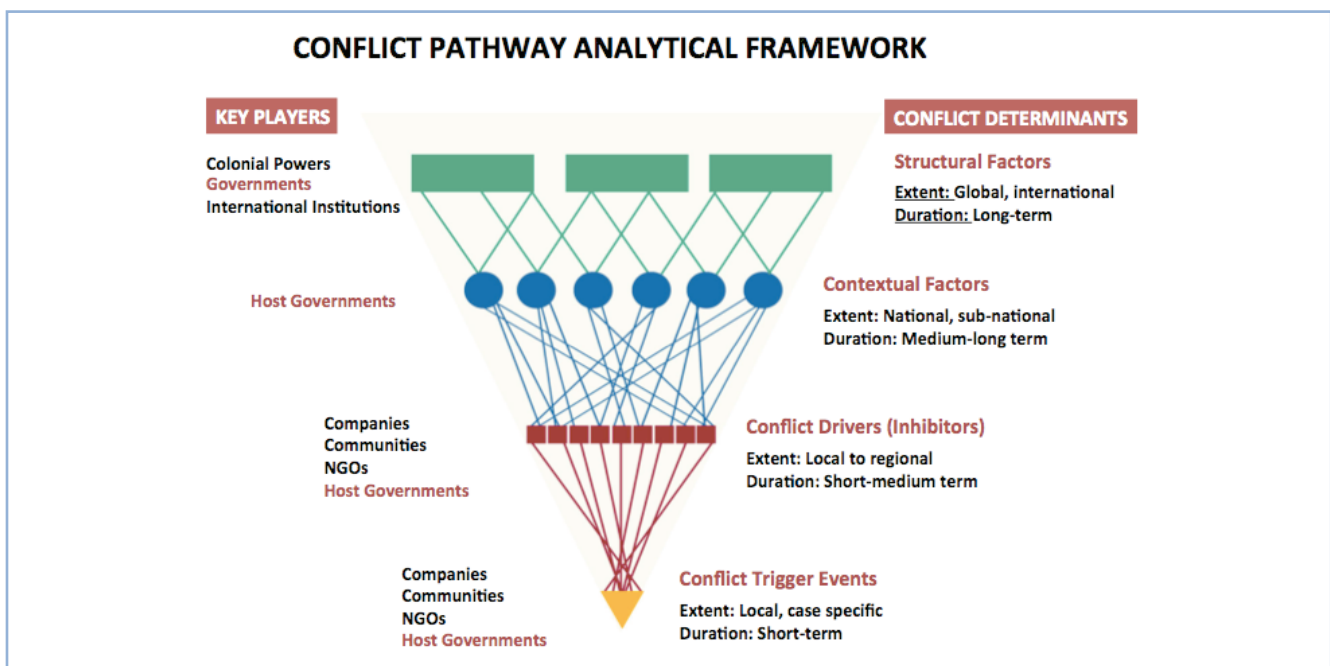 CONFLICT PATHWAY ANALYTICAL FRAMEWORK
KEY PLAYERS
CONFLICT DETERMINANTS
Colonial Powers
Governments
International Institutions
Structural Factors
Extent: Global, international
Duration: Long-term
Host Governments
Contextual Factors
Extent: National, sub-national
Duration: Medium-long term
Companies
Communities
NGOs
Host Governments
Conflict Drivers (Inhibitors)
Extent: Local to regional
Duration: Short-medium term
Companies
Communities
NGOs
Host Governments
Conflict Trigger Events
Extent: Local, case specific
Duration: Short-term